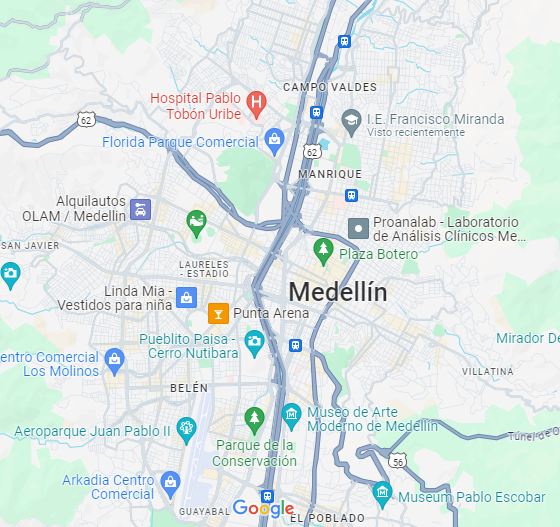 CAMPO VALDES
Hospital Pablo
Tobón Uribe
H
62
I.E. Francisco Miranda
Visto recientemente
Florida Parque Comercial
62
MANRIQUE
Alquilautos
OLAM / Medellin
Proanalab - Laboratorio
de Análisis Clínicos Me...
SAN JAVIER
Plaza Botero
LAURELES
- ESTADIO
Linda Mia -
Vestidos para niña
Medellín
Punta Arena
Pueblito Paisa -
Cerro Nutibara
Mirador De
Centro Comercial
Los Molinos
VILLATINA
BELÉN
Museo de Arte
Moderno de Medellín
Aeroparque Juan Pablo II
Túnel de O
Parque de la
Conservación
56
Arkadia Centro
Comercial
Museum Pablo Escobar
GUAYABAL
Google
EL POBLADO